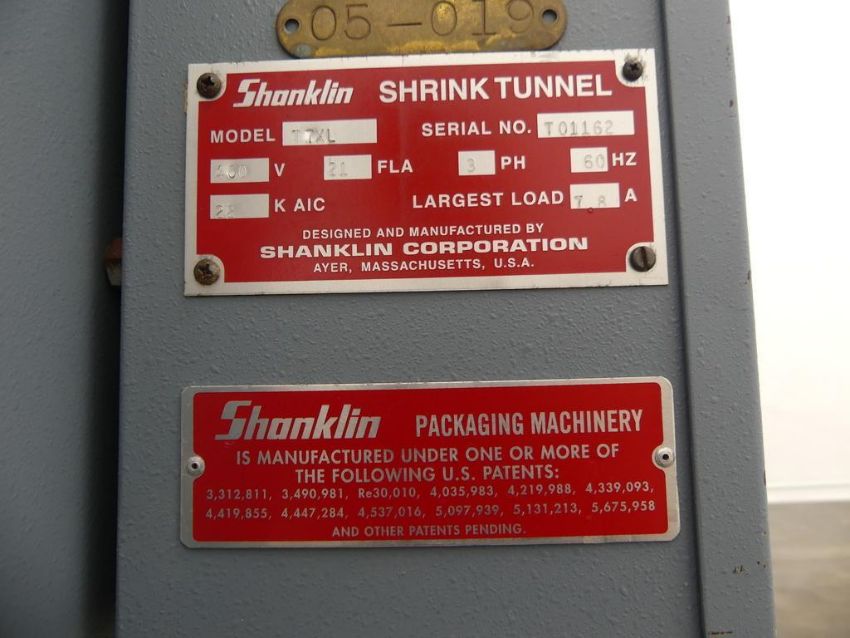 05-019
Shanklin SHRINK TUNNEL
MODEL T7XL SERIAL NO. T01162
V 21 FLA 3 PH 60 HZ
22 K AIC LARGEST LOAD 7.8 A
DESIGNED AND MANUFACTURED BY
SHANKLIN CORPORATION
AYER, MASSACHUSETTS, U.S.A.
Shanklin PACKAGING MACHINERY
IS MANUFACTURED UNDER ONE OR MORE OF
THE FOLLOWING U.S. PATENTS:
3,312,811, 3,490,981, Re30,010, 4,035,983, 4,219,988, 4,339,093,
4,419,855, 4,447,284, 4,537,016, 5,097,939, 5,131,213, 5,675,958
AND OTHER PATENTS PENDING.